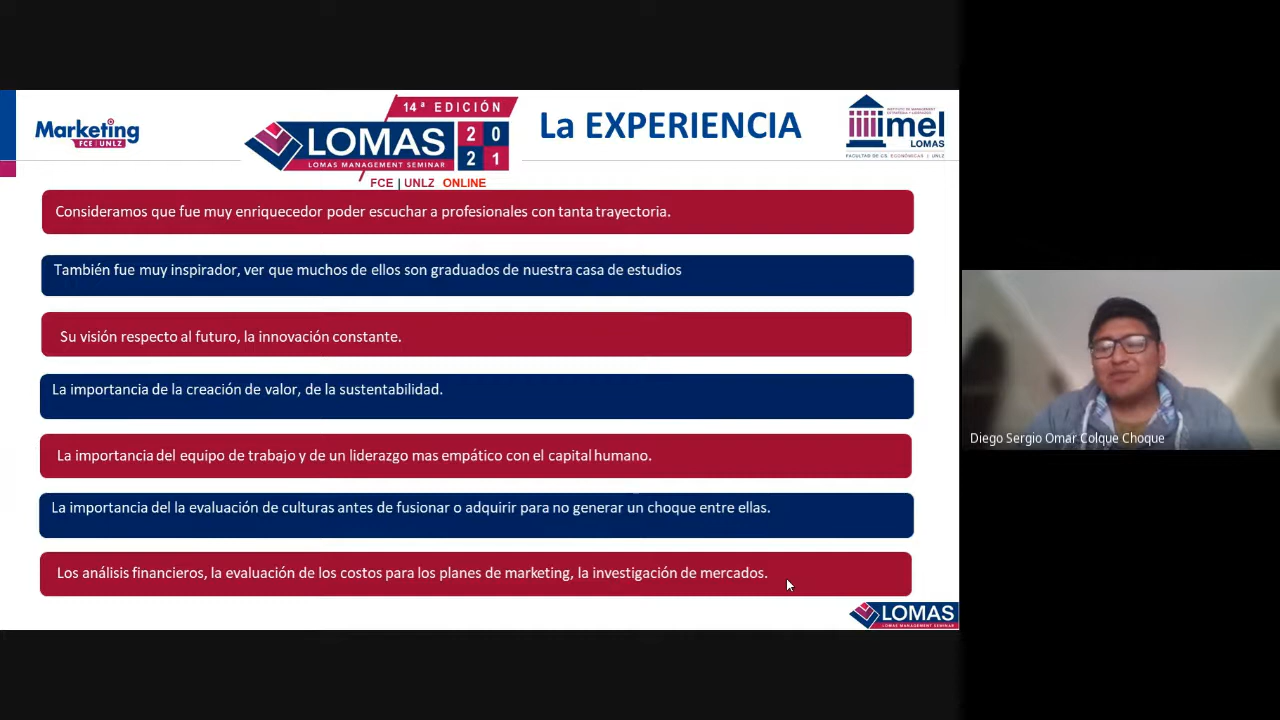 14ª EDICIÓN
Marketing
FCE | UNLZ
LOMAS 2021
LOMAS MANAGEMENT SEMINAR
FCE | UNLZ ONLINE
La EXPERIENCIA
INSTITUTO DE MANAGEMENT
ESTRATEGIA Y LIDERAZGO
imel
LOMAS
FACULTAD DE CS. ECONÓMICAS | UNLZ
Consideramos que fue muy enriquecedor poder escuchar a profesionales con tanta trayectoria.
También fue muy inspirador, ver que muchos de ellos son graduados de nuestra casa de estudios
Su visión respecto al futuro, la innovación constante.
La importancia de la creación de valor, de la sustentabilidad.
La importancia del equipo de trabajo y de un liderazgo mas empático con el capital humano.
La importancia del la evaluación de culturas antes de fusionar o adquirir para no generar un choque entre ellas.
Los análisis financieros, la evaluación de los costos para los planes de marketing, la investigación de mercados.
LOMAS
LOMAS MANAGEMENT SEMINAR
Diego Sergio Omar Colque Choque